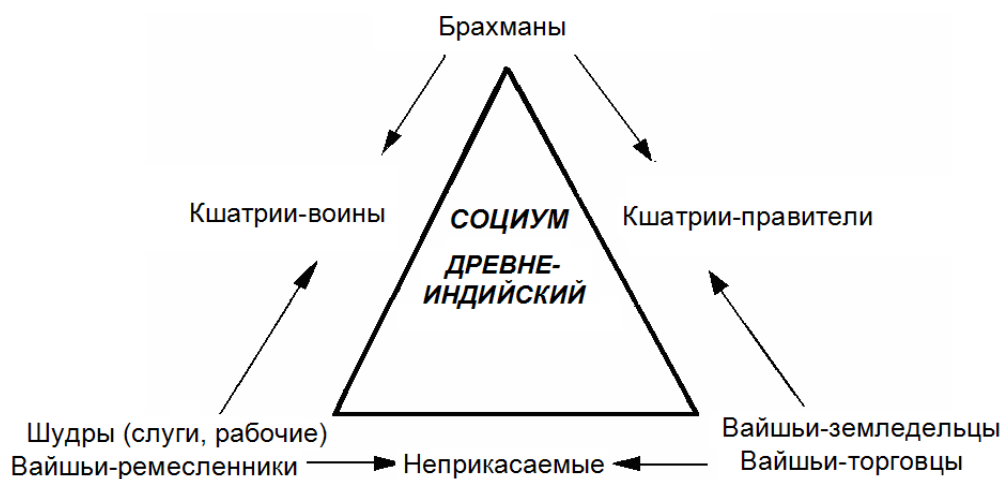 Брахманы
Кшатрии-воины
СОЦИУМ
ДРЕВНЕ-
ИНДИЙСКИЙ
Кшатрии-правители
Шудры (слуги, рабочие)
Вайшьи-ремесленники
Неприкасаемые
Вайшьи-земледельцы
Вайшьи-торговцы